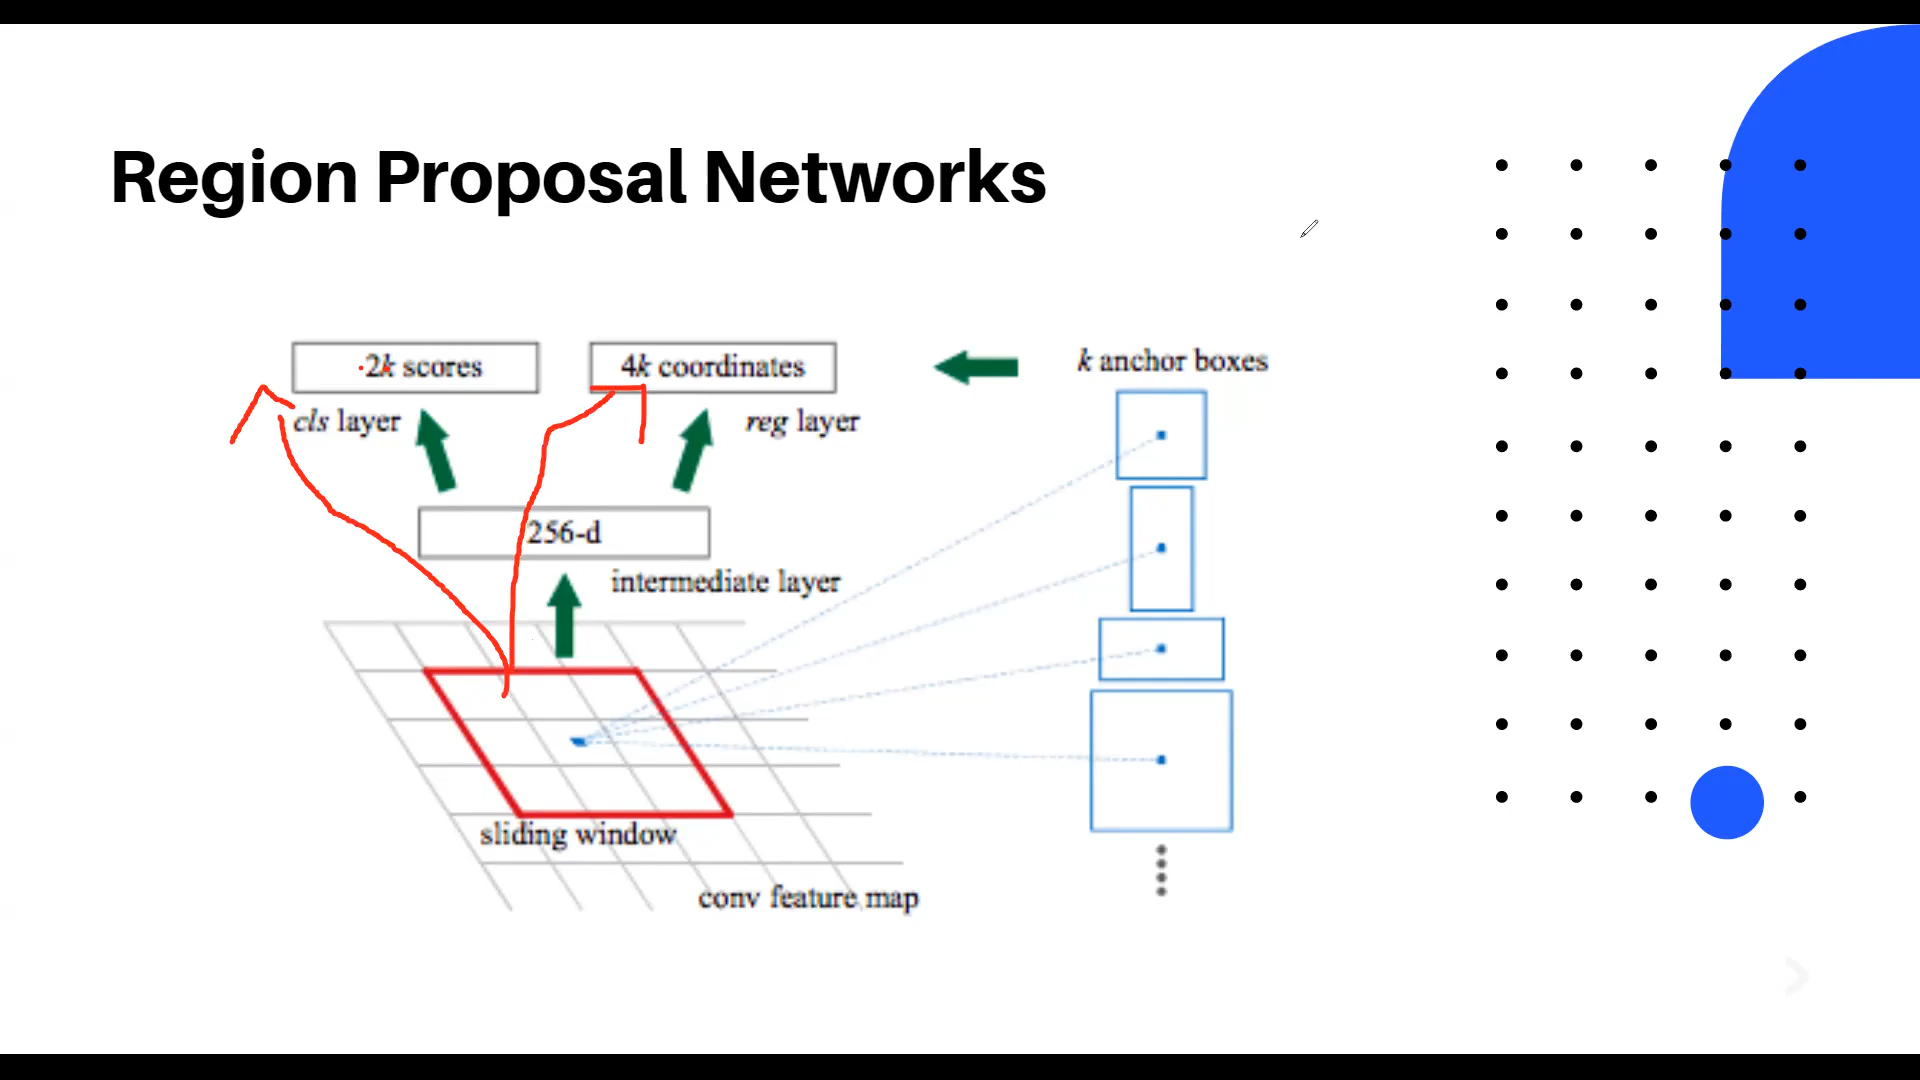 Region Proposal Networks
2k scores
4k coordinates
k anchor boxes
cls layer
reg layer
256-d
intermediate layer
sliding window
conv feature map